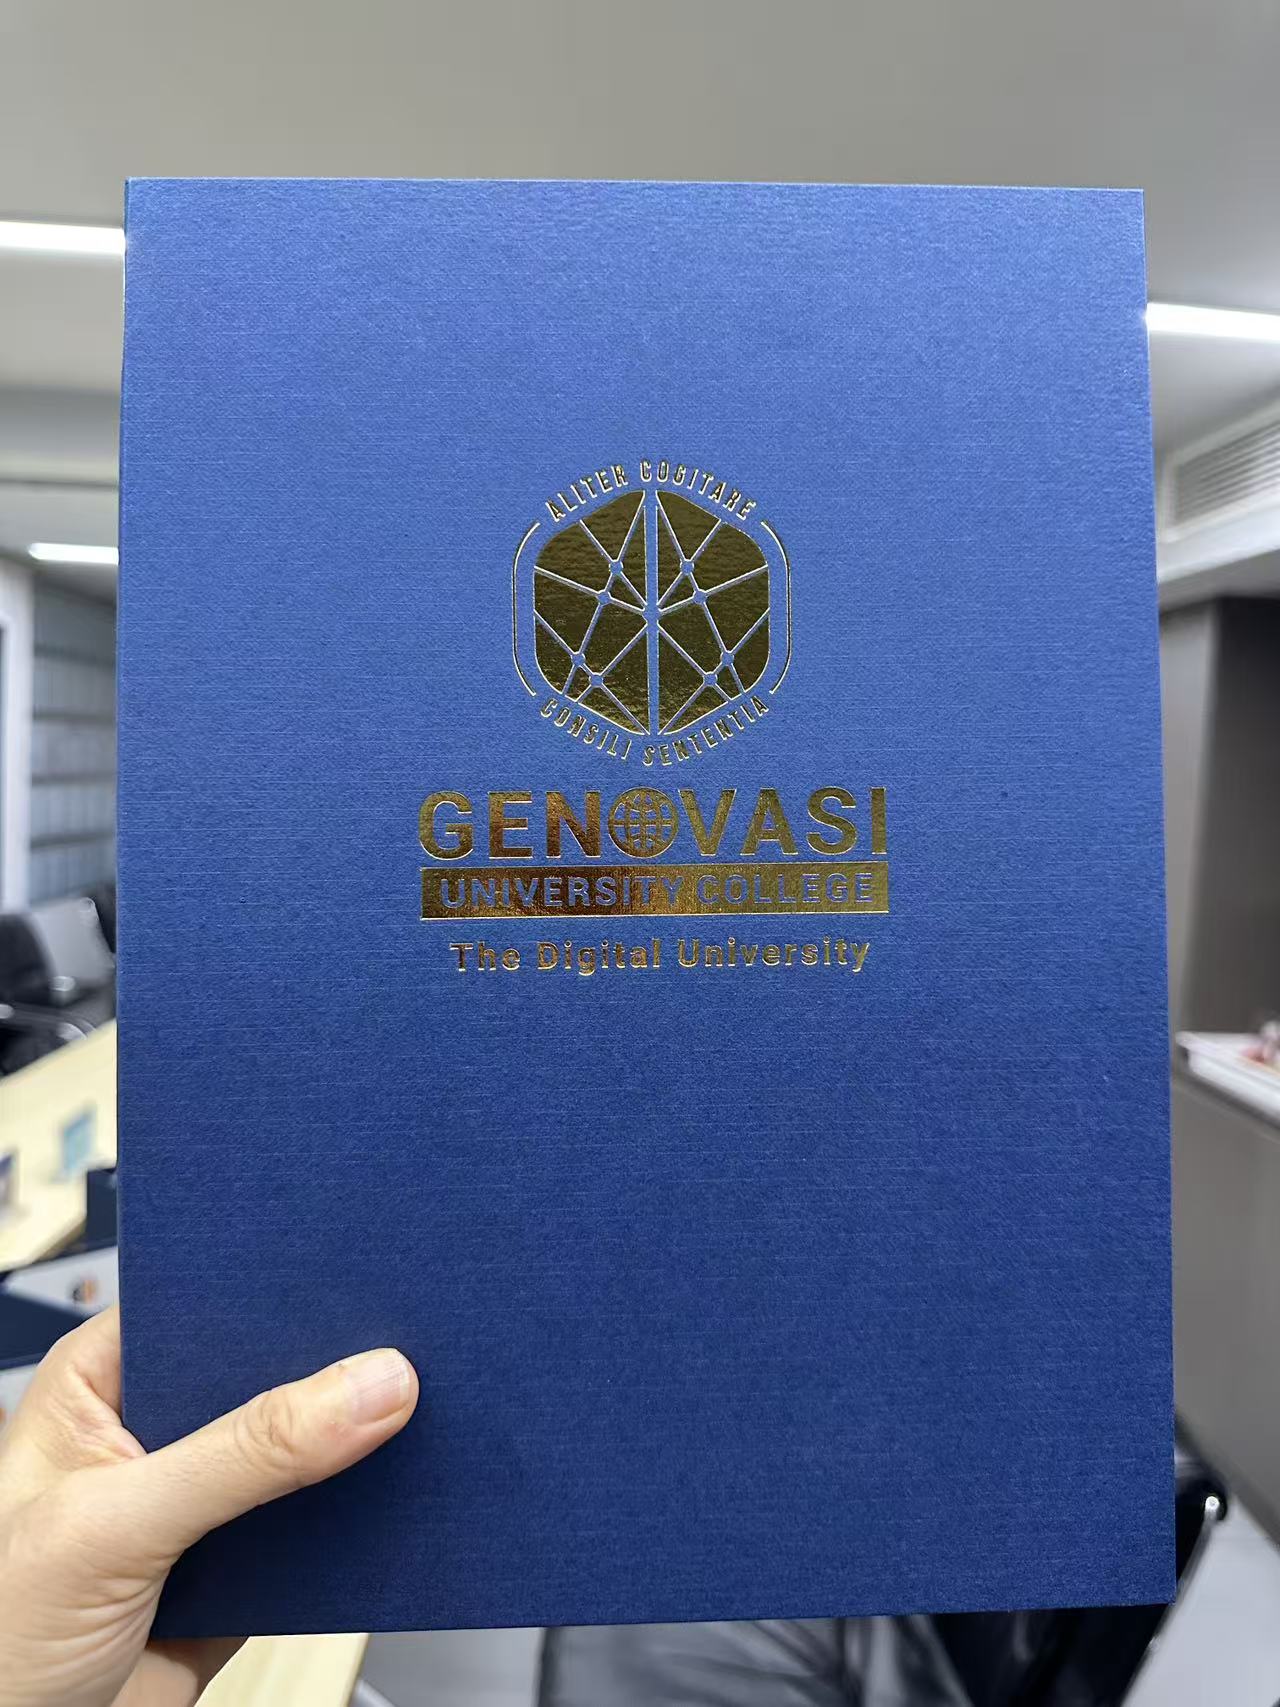 ALITER COGITARE
CONSILI SENTENTIA
GENOVASI
UNIVERSITY COLLEGE
The Digital University